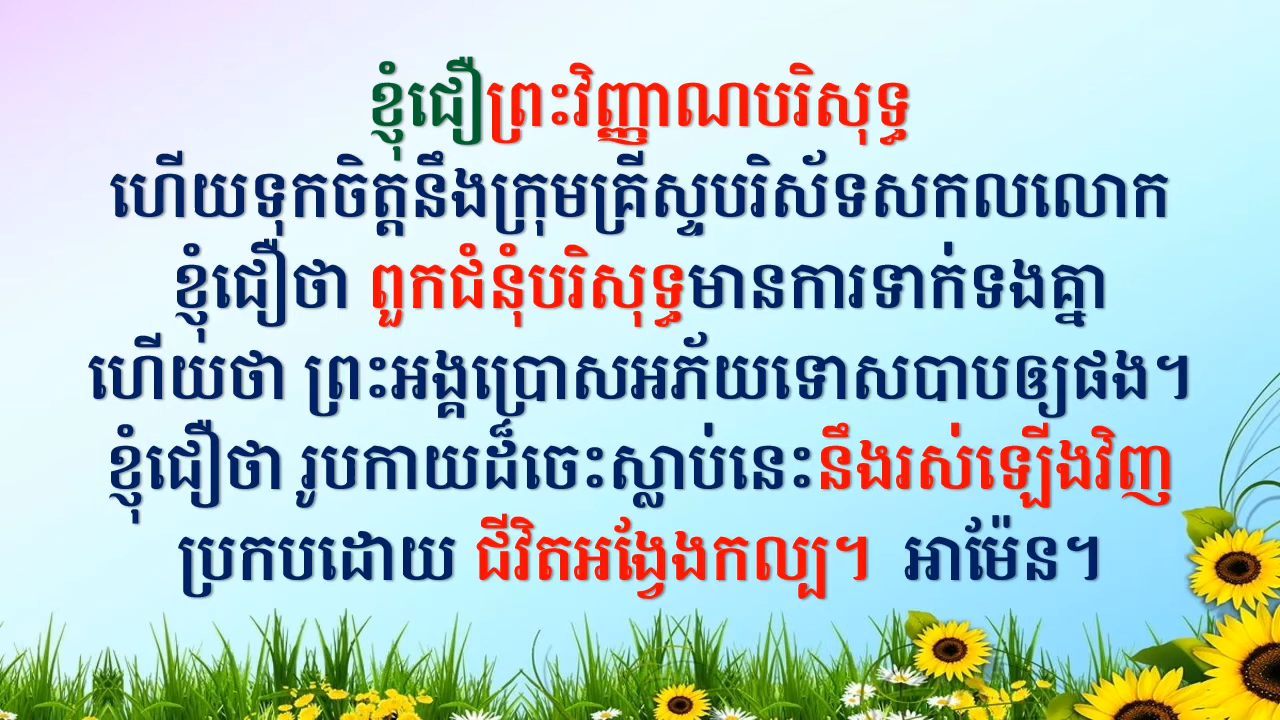 ខ្ញុំជឿព្រះវិញ្ញាណបរិសុទ្ធ
ហើយទុកចិត្តនឹងក្រុមគ្រីស្ទបរិស័ទសកលលោក
ខ្ញុំជឿថា ពួកជំនុំបរិសុទ្ធមានការទាក់ទងគ្នា
ហើយថា ព្រះអង្គប្រោសអភ័យទោសបាបឲ្យផង។
ខ្ញុំជឿថា រូបកាយដ៏ចេះស្លាប់នេះនឹងរស់ឡើងវិញ
ប្រកបដោយ ជីវិតអង្វែងកល្ប។ អាម៉ែន។